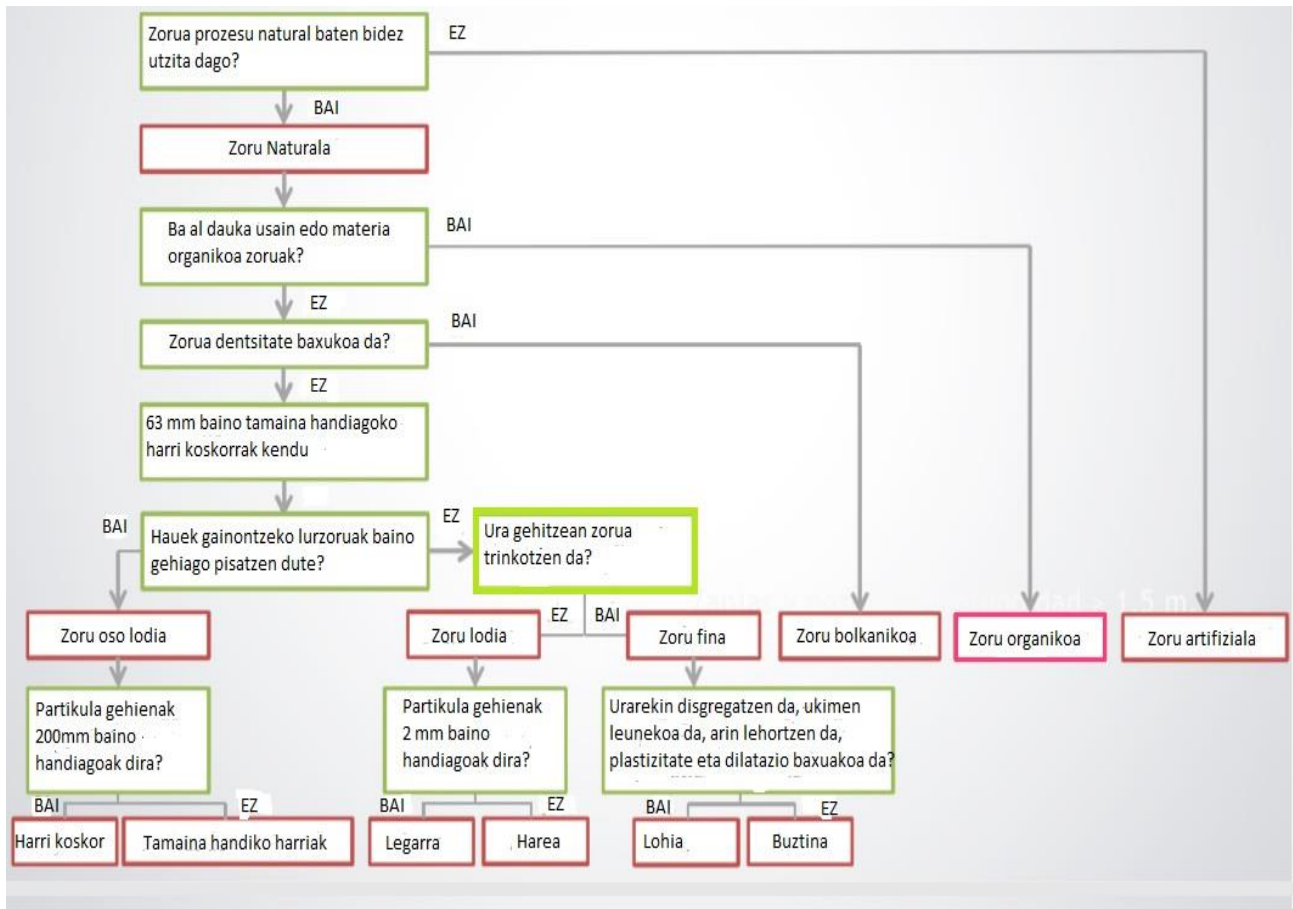 Zorua prozesu natural baten bidez
utzita dago?
EZ
BAI
Zoru Naturala
Ba al dauka usain edo materia
organikoa zoruak?
BAI
EZ
Zorua dentsitate baxukoa da?
BAI
EZ
63 mm baino tamaina handiagoko
harri koskorrak kendu
BAI
Hauek gainontzeko lurzoruak baino
gehiago pisatzen dute?
EZ
Ura gehitzean zorua
trinkotzen da?
Zoru oso lodia
Zoru lodia
EZ
BAI
Zoru fina
Zoru bolkanikoa
Zoru organikoa
Zoru artifiziala
Partikula gehienak
200mm baino
handiagoak dira?
Partikula gehienak
2 mm baino
handiagoak dira?
Urarekin disgregatzen da, ukimen
leunekoa da, arin lehortzen da,
plastizitate eta dilatazio baxuakoa da?
BAI
EZ
BAI
EZ
BAI
EZ
Harri koskor
Tamaina handiko harriak
Legarra
Harea
Lohia
Buztina